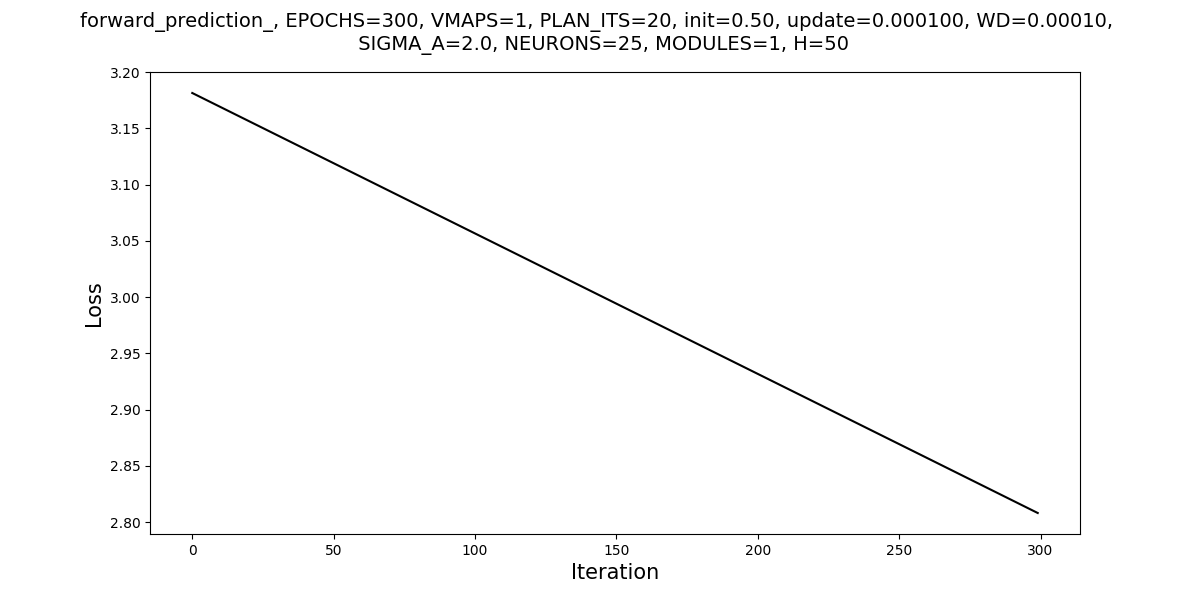 forward_prediction_, EPOCHS=300, VMAPS=1, PLAN_ITS=20, init=0.50, update=0.000100, WD=0.00010,
SIGMA_A=2.0, NEURONS=25, MODULES=1, H=50
3.20
3.15
3.10
3.05
3.00
2.95
2.90
2.85
2.80
Loss
0 50 100 150 200 250 300
Iteration